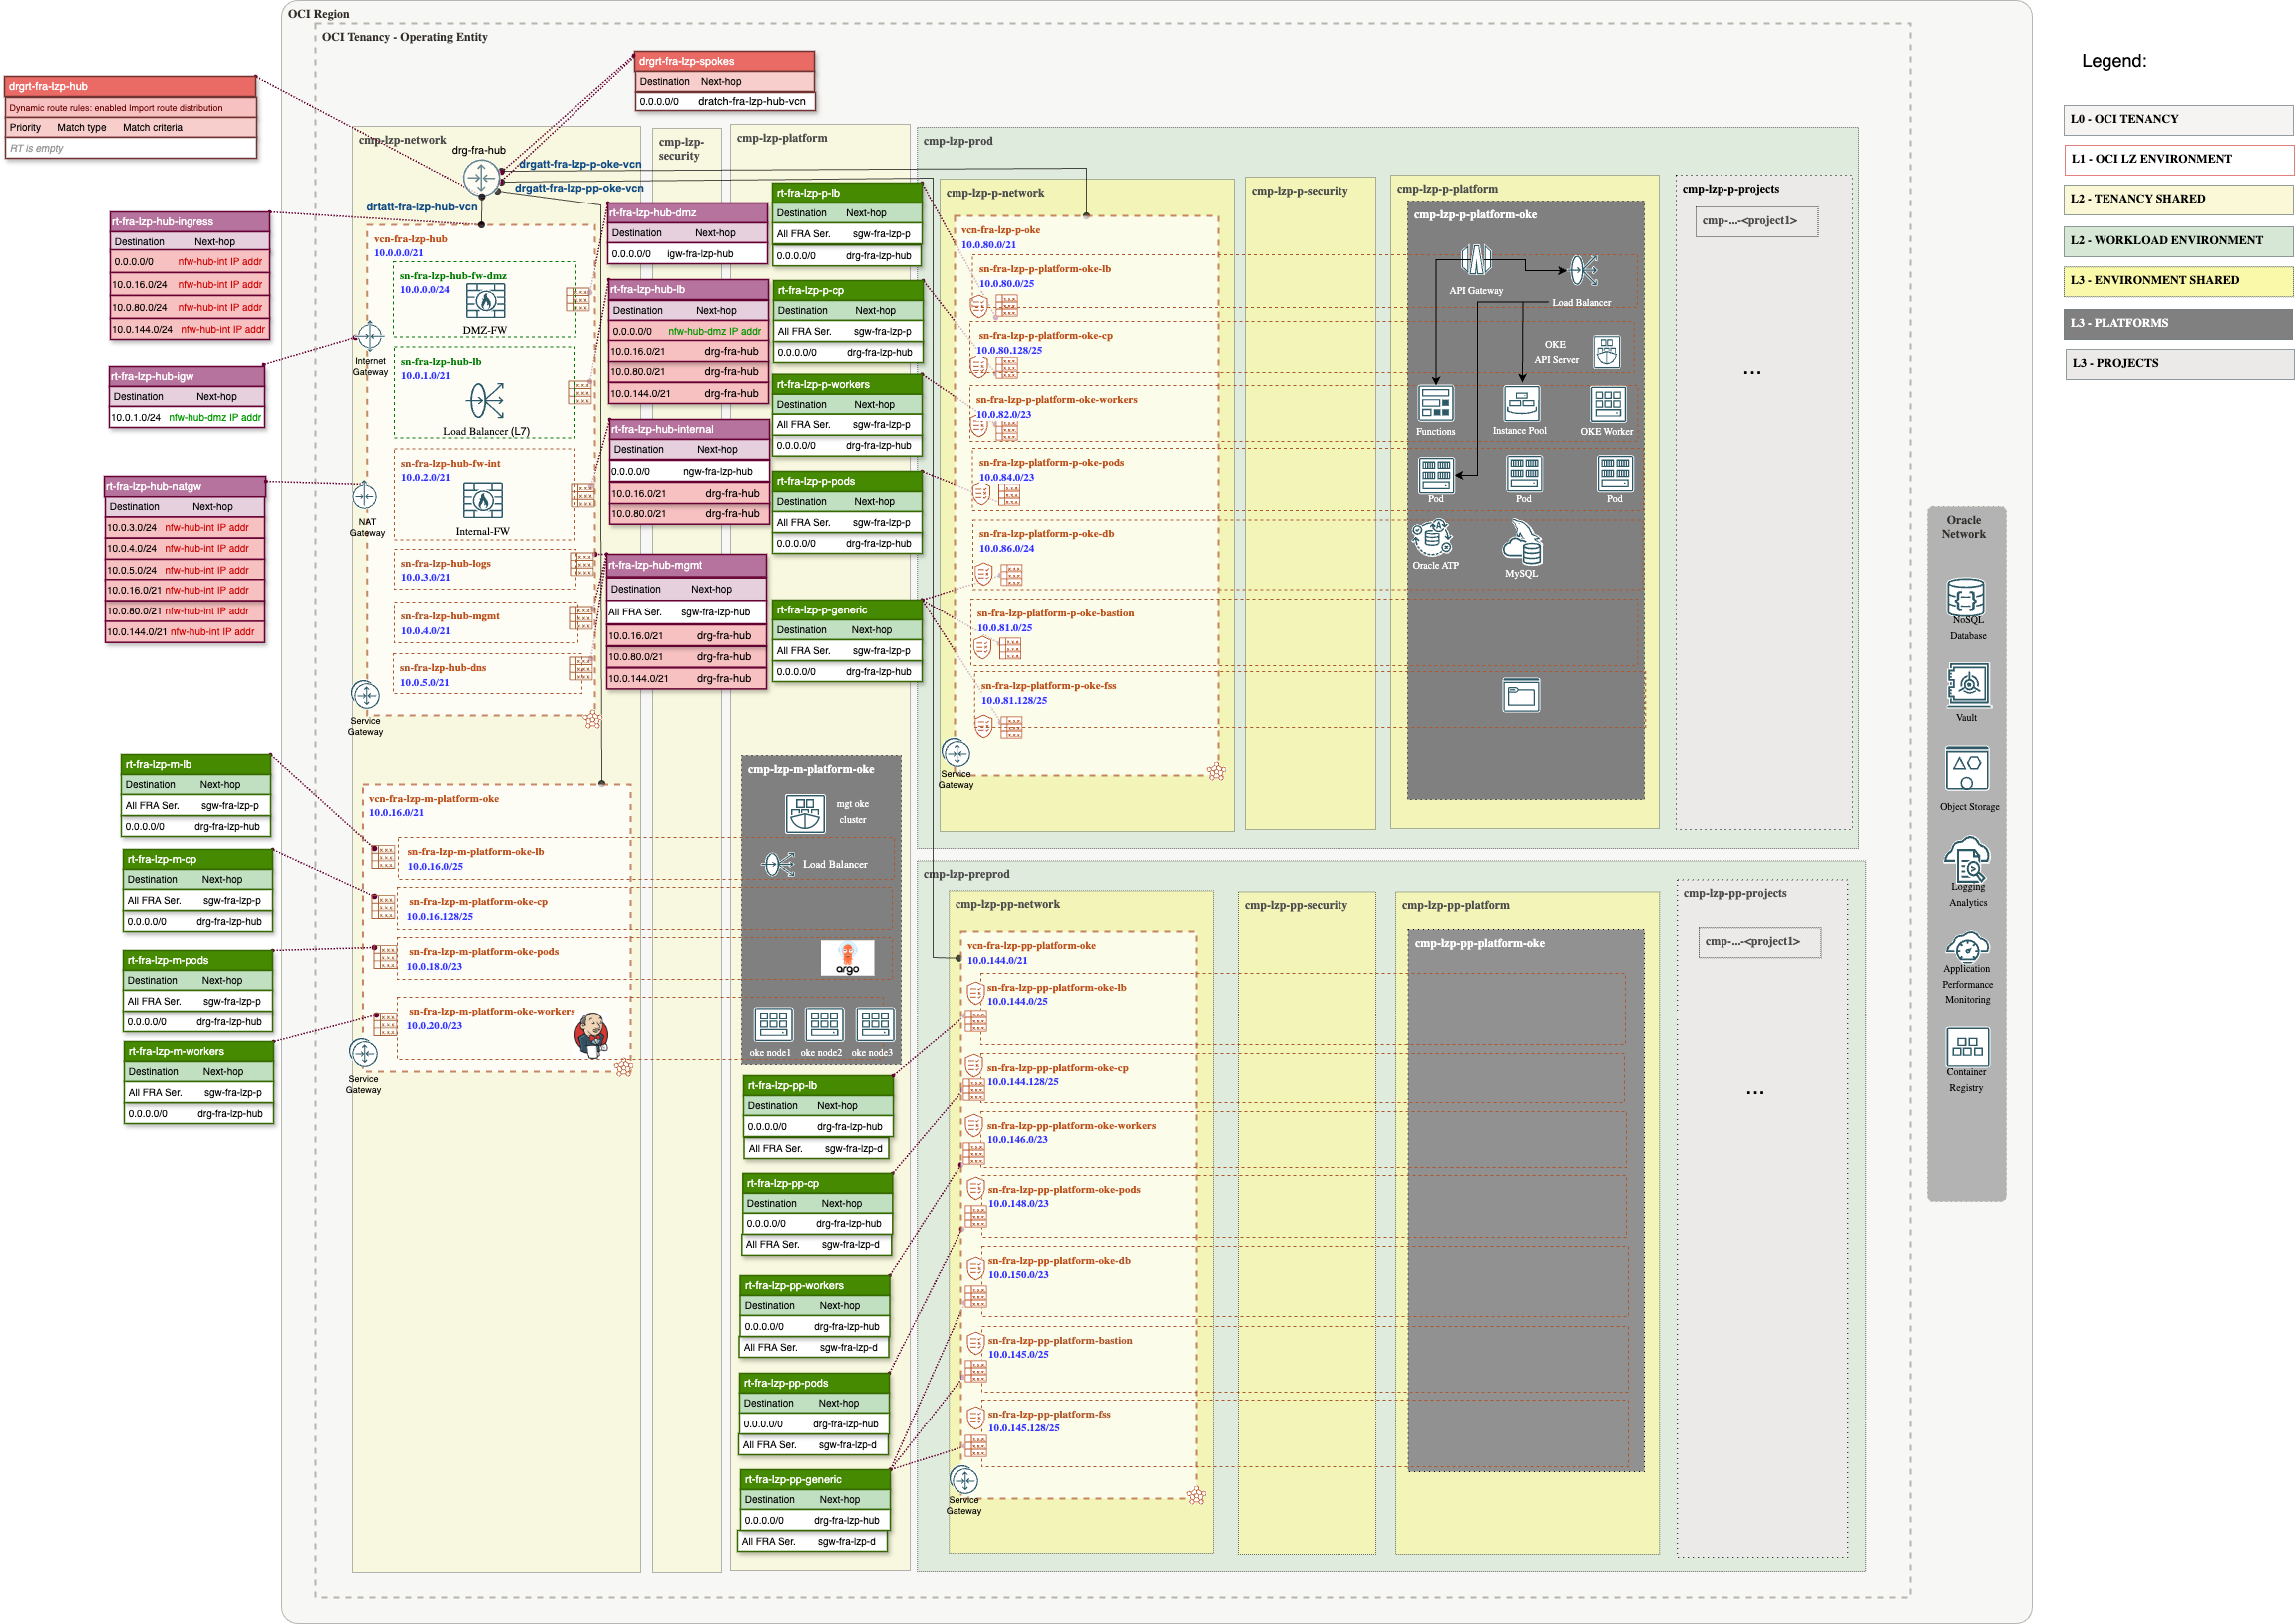 OCI Region
OCI Tenancy - Operating Entity
Legend:
L0 - OCI TENANCY
L1 - OCI LZ ENVIRONMENT
L2 - TENANCY SHARED
L2 - WORKLOAD ENVIRONMENT
L3 - ENVIRONMENT SHARED
L3 - PLATFORMS
L3 - PROJECTS
drgrt-fra-lzp-hub
Dynamic route rules: enabled Import route distribution
Priority Match type Match criteria
RT is empty
drgrt-fra-lzp-spokes
Destination Next-hop
0.0.0.0/0 dratch-fra-lzp-hub-vcn
cmp-lzp-network
cmp-lzp-
security
cmp-lzp-platform
cmp-lzp-prod
drg-fra-hub
drgatt-fra-lzp-p-oke-vcn
drgatt-fra-lzp-pp-oke-vcn
drtatt-fra-lzp-hub-vcn
rt-fra-lzp-hub-ingress
Destination Next-hop
0.0.0.0/0 nfw-hub-int IP addr
10.0.16.0/24 nfw-hub-int IP addr
10.0.80.0/24 nfw-hub-int IP addr
10.0.144.0/24 nfw-hub-int IP addr
rt-fra-lzp-hub-igw
Destination Next-hop
10.0.1.0/24 nfw-hub-dmz IP addr
rt-fra-lzp-hub-natgw
Destination Next-hop
10.0.3.0/24 nfw-hub-int IP addr
10.0.4.0/24 nfw-hub-int IP addr
10.0.5.0/24 nfw-hub-int IP addr
10.0.16.0/21 nfw-hub-int IP addr
10.0.80.0/21 nfw-hub-int IP addr
10.0.144.0/21 nfw-hub-int IP addr
vcn-fra-lzp-hub
10.0.0.0/21
sn-fra-lzp-hub-fw-dmz
10.0.0.0/24
DMZ-FW
Internet
Gateway
sn-fra-lzp-hub-lb
10.0.1.0/21
Load Balancer (L7)
sn-fra-lzp-hub-fw-int
10.0.2.0/21
Internal-FW
NAT
Gateway
sn-fra-lzp-hub-logs
10.0.3.0/21
sn-fra-lzp-hub-mgmt
10.0.4.0/21
sn-fra-lzp-hub-dns
10.0.5.0/21
Service
Gateway
rt-fra-lzp-hub-dmz
Destination Next-hop
0.0.0.0/0 igw-fra-lzp-hub
rt-fra-lzp-hub-lb
Destination Next-hop
0.0.0.0/0 nfw-hub-dmz IP addr
10.0.16.0/21 drg-fra-hub
10.0.80.0/21 drg-fra-hub
10.0.144.0/21 drg-fra-hub
rt-fra-lzp-hub-internal
Destination Next-hop
0.0.0.0/0 ngw-fra-lzp-hub
10.0.16.0/21 drg-fra-hub
10.0.80.0/21 drg-fra-hub
rt-fra-lzp-hub-mgmt
Destination Next-hop
All FRA Ser. sgw-fra-lzp-hub
10.0.16.0/21 drg-fra-hub
10.0.80.0/21 drg-fra-hub
10.0.144.0/21 drg-fra-hub
rt-fra-lzp-p-lb
Destination Next-hop
All FRA Ser. sgw-fra-lzp-p
0.0.0.0/0 drg-fra-lzp-hub
rt-fra-lzp-p-cp
Destination Next-hop
All FRA Ser. sgw-fra-lzp-p
0.0.0.0/0 drg-fra-lzp-hub
rt-fra-lzp-p-workers
Destination Next-hop
All FRA Ser. sgw-fra-lzp-p
0.0.0.0/0 drg-fra-lzp-hub
rt-fra-lzp-p-pods
Destination Next-hop
All FRA Ser. sgw-fra-lzp-p
0.0.0.0/0 drg-fra-lzp-hub
rt-fra-lzp-p-generic
Destination Next-hop
All FRA Ser. sgw-fra-lzp-p
0.0.0.0/0 drg-fra-lzp-hub
cmp-lzp-p-network
cmp-lzp-p-security
cmp-lzp-p-platform
cmp-lzp-p-projects
cmp-...-<project1>
...
vcn-fra-lzp-p-oke
10.0.80.0/21
sn-fra-lzp-p-platform-oke-lb
10.0.80.0/25
sn-fra-lzp-p-platform-oke-cp
10.0.80.128/25
sn-fra-lzp-p-platform-oke-workers
10.0.82.0/23
sn-fra-lzp-platform-p-oke-pods
10.0.84.0/23
sn-fra-lzp-platform-p-oke-db
10.0.86.0/24
sn-fra-lzp-platform-p-oke-bastion
10.0.81.0/25
sn-fra-lzp-platform-p-oke-fss
10.0.81.128/25
Service
Gateway
cmp-lzp-p-platform-oke
API Gateway
Load Balancer
OKE
API Server
Functions
Instance Pool
OKE Worker
Pod
Pod
Pod
Oracle ATP
MySQL
Oracle
Network
NoSQL
Database
Vault
Object Storage
Logging
Analytics
Application
Performance
Monitoring
Container
Registry
rt-fra-lzp-m-lb
Destination Next-hop
All FRA Ser. sgw-fra-lzp-p
0.0.0.0/0 drg-fra-lzp-hub
rt-fra-lzp-m-cp
Destination Next-hop
All FRA Ser. sgw-fra-lzp-p
0.0.0.0/0 drg-fra-lzp-hub
rt-fra-lzp-m-pods
Destination Next-hop
All FRA Ser. sgw-fra-lzp-p
0.0.0.0/0 drg-fra-lzp-hub
rt-fra-lzp-m-workers
Destination Next-hop
All FRA Ser. sgw-fra-lzp-p
0.0.0.0/0 drg-fra-lzp-hub
vcn-fra-lzp-m-platform-oke
10.0.16.0/21
sn-fra-lzp-m-platform-oke-lb
10.0.16.0/25
sn-fra-lzp-m-platform-oke-cp
10.0.16.128/25
sn-fra-lzp-m-platform-oke-pods
10.0.18.0/23
sn-fra-lzp-m-platform-oke-workers
10.0.20.0/23
Service
Gateway
cmp-lzp-m-platform-oke
mgt oke
cluster
Load Balancer
argo
oke node1
oke node2
oke node3
rt-fra-lzp-pp-lb
Destination Next-hop
0.0.0.0/0 drg-fra-lzp-hub
All FRA Ser. sgw-fra-lzp-d
rt-fra-lzp-pp-cp
Destination Next-hop
0.0.0.0/0 drg-fra-lzp-hub
All FRA Ser. sgw-fra-lzp-d
rt-fra-lzp-pp-workers
Destination Next-hop
0.0.0.0/0 drg-fra-lzp-hub
All FRA Ser. sgw-fra-lzp-d
rt-fra-lzp-pp-pods
Destination Next-hop
0.0.0.0/0 drg-fra-lzp-hub
All FRA Ser. sgw-fra-lzp-d
rt-fra-lzp-pp-generic
Destination Next-hop
0.0.0.0/0 drg-fra-lzp-hub
All FRA Ser. sgw-fra-lzp-d
cmp-lzp-preprod
cmp-lzp-pp-network
cmp-lzp-pp-security
cmp-lzp-pp-platform
cmp-lzp-pp-projects
cmp-...-<project1>
...
cmp-lzp-pp-platform-oke
vcn-fra-lzp-pp-platform-oke
10.0.144.0/21
sn-fra-lzp-pp-platform-oke-lb
10.0.144.0/25
sn-fra-lzp-pp-platform-oke-cp
10.0.144.128/25
sn-fra-lzp-pp-platform-oke-workers
10.0.146.0/23
sn-fra-lzp-pp-platform-oke-pods
10.0.148.0/23
sn-fra-lzp-pp-platform-oke-db
10.0.150.0/23
sn-fra-lzp-pp-platform-bastion
10.0.145.0/25
sn-fra-lzp-pp-platform-fss
10.0.145.128/25
Service
Gateway